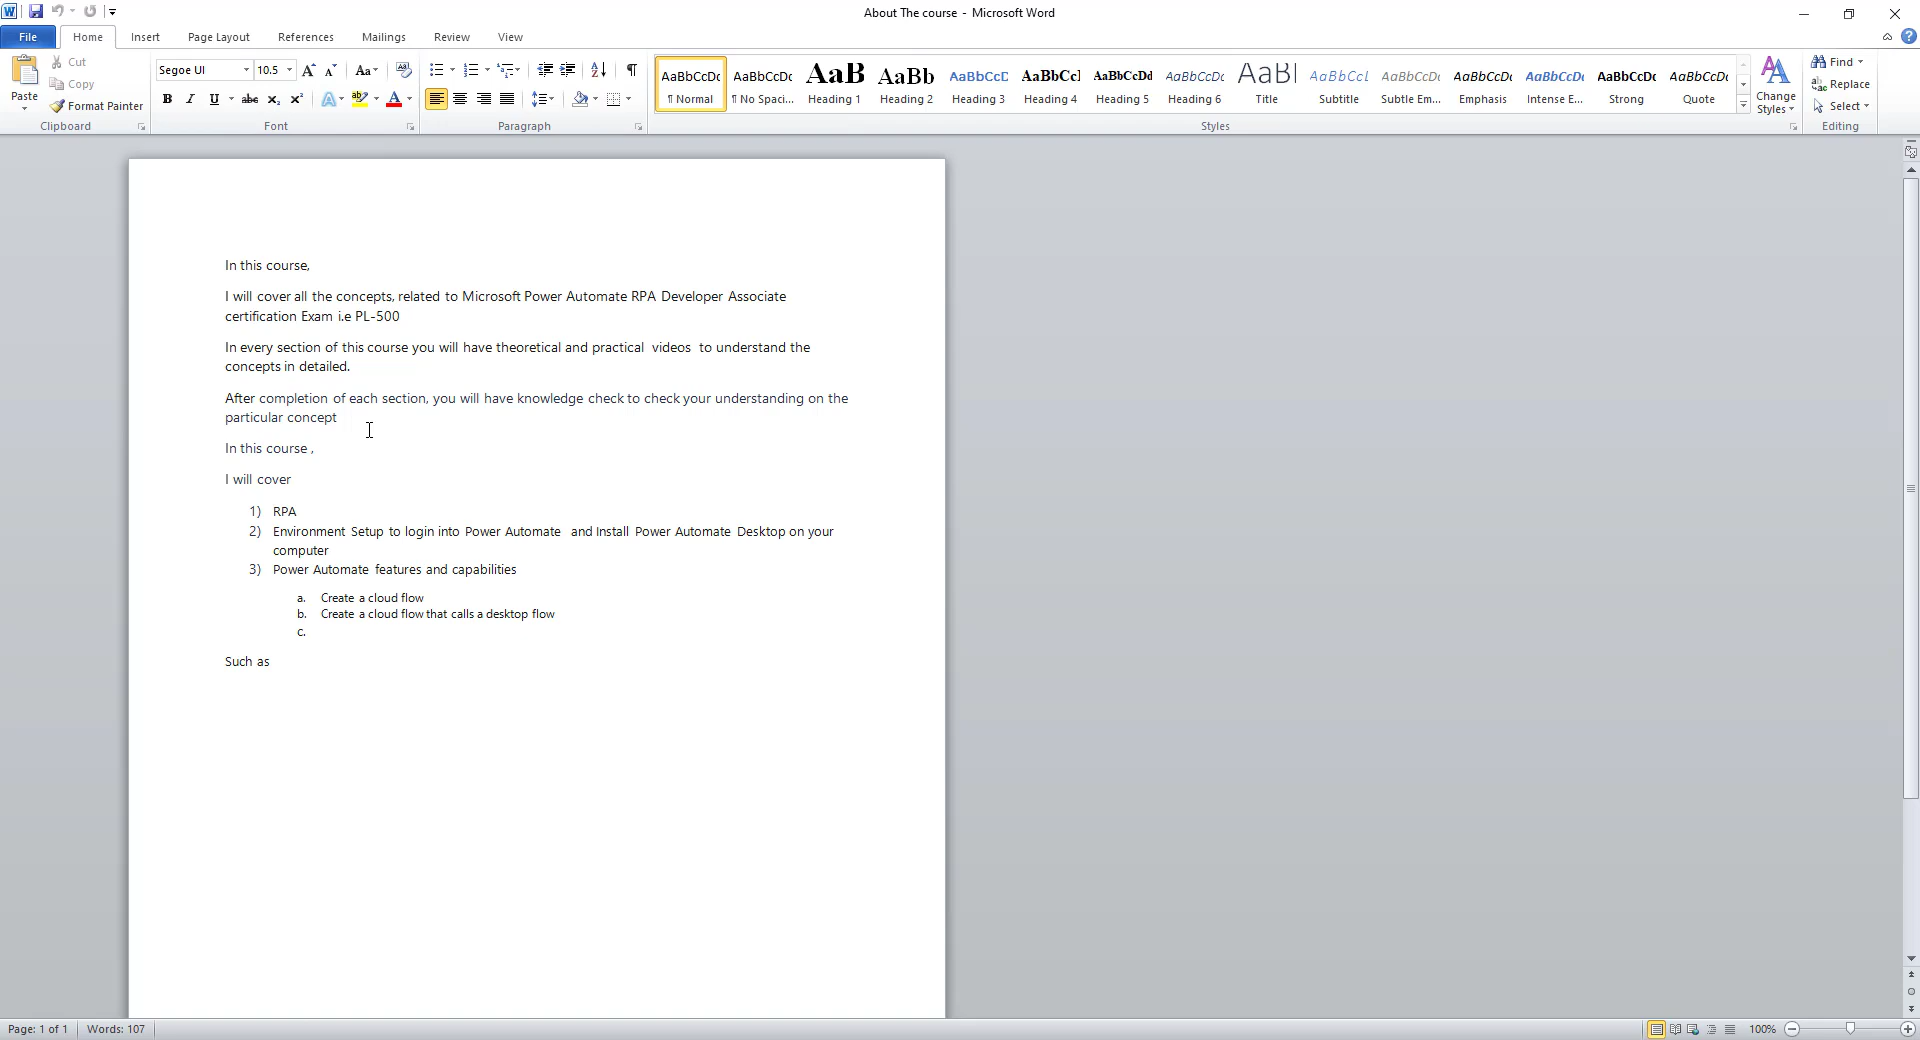 About The course - Microsoft Word
File Home Insert Page Layout References Mailings Review View
Paste
Cut
Copy
Format Painter
Clipboard
Segoe UI 10.5
Font
Paragraph
AaBbCcDc AaBbCcDc AaB AaBb AaBbCcD AaBbCcI AaBbCcDd AaBbCcDc AaBl AaBbCcL AaBbCcDc AaBbCcDc AaBbCcDc AaBbCcDc AaBbCcDc
¶ Normal ¶ No Spaci... Heading 1 Heading 2 Heading 3 Heading 4 Heading 5 Heading 6 Title Subtitle Subtle Em... Emphasis Intense E... Strong Quote
Styles
Change
Styles
Find
Replace
Select
Editing
In this course,
I will cover all the concepts, related to Microsoft Power Automate RPA Developer Associate
certification Exam i.e PL-500
In every section of this course you will have theoretical and practical videos to understand the
concepts in detailed.
After completion of each section, you will have knowledge check to check your understanding on the
particular concept
In this course ,
I will cover
1) RPA
2) Environment Setup to login into Power Automate and Install Power Automate Desktop on your
computer
3) Power Automate features and capabilities
a. Create a cloud flow
b. Create a cloud flow that calls a desktop flow
c.
Such as
Page: 1 of 1 Words: 107
100%